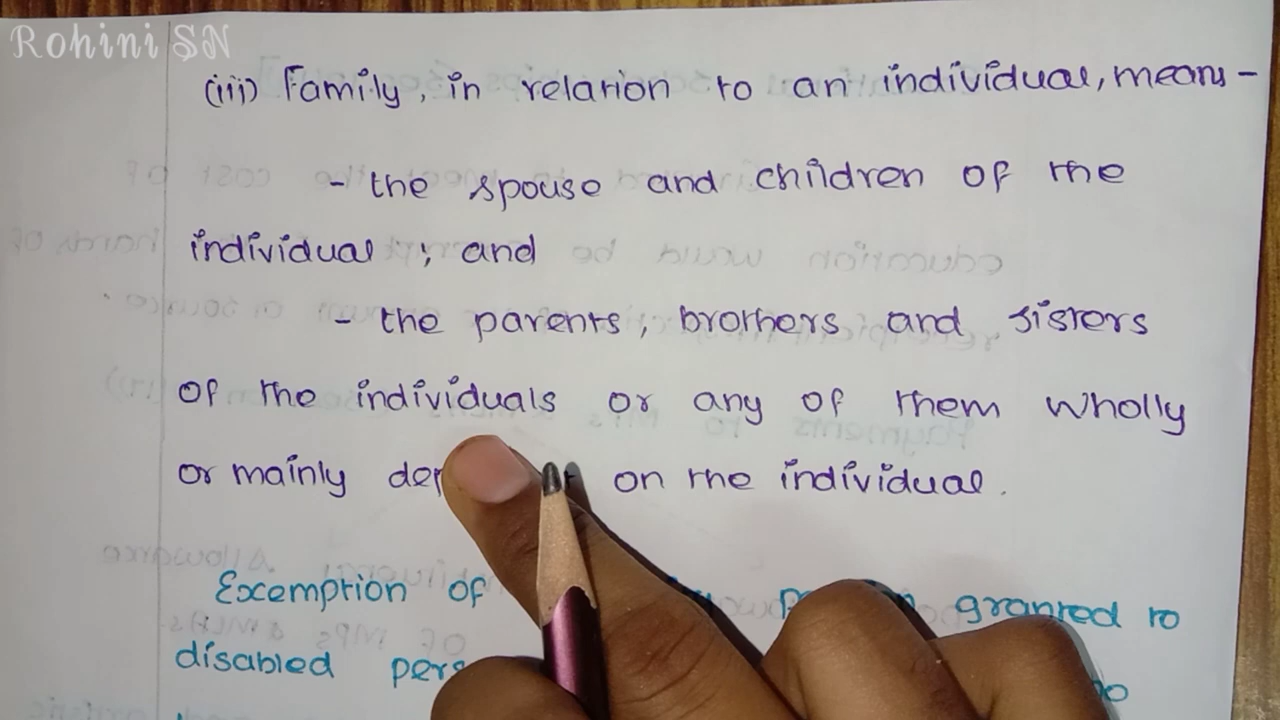 Rohini SN
(iii) Family, in relation to an individual, means -
- the spouse and children of the
individual ; and
- the parents, brothers and sisters
of the individuals or any of them wholly
or mainly on the individual.
Excemption of granted to
disabled